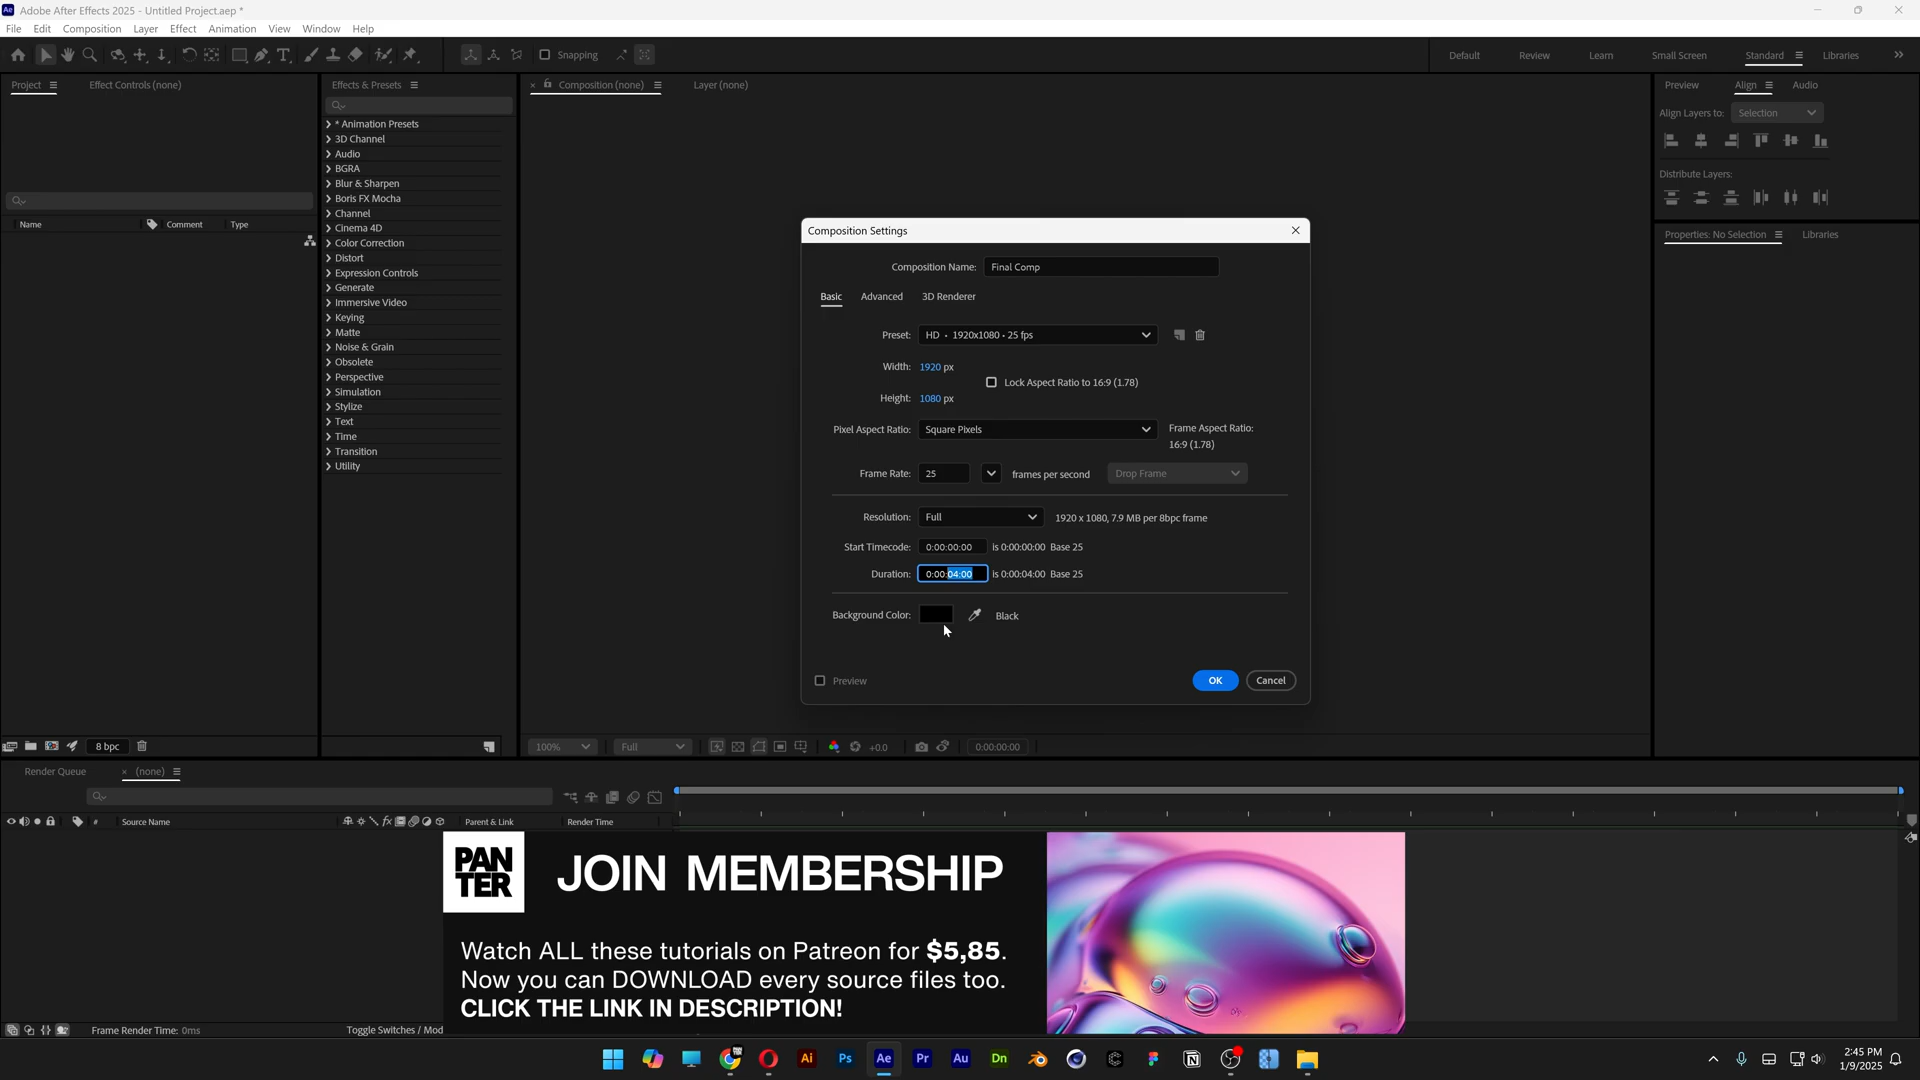 Adobe After Effects 2025 - Untitled Project.aep *
File Edit Composition Layer Effect Animation View Window Help
Snapping
Default Review Learn Small Screen Standard Libraries
Project Effect Controls (none)
Effects & Presets
Composition (none) Layer (none)
Preview Align Audio
Align Layers to: Selection
Distribute Layers:
Properties: No Selection Libraries
Name Comment Type
* Animation Presets
3D Channel
Audio
BGRA
Blur & Sharpen
Boris FX Mocha
Channel
Cinema 4D
Color Correction
Distort
Expression Controls
Generate
Immersive Video
Keying
Matte
Noise & Grain
Obsolete
Perspective
Simulation
Stylize
Text
Time
Transition
Utility
Composition Settings
Composition Name: Final Comp
Basic Advanced 3D Renderer
Preset: HD • 1920x1080 • 25 fps
Width: 1920 px
Lock Aspect Ratio to 16:9 (1.78)
Height: 1080 px
Pixel Aspect Ratio: Square Pixels
Frame Aspect Ratio:
16:9 (1.78)
Frame Rate: 25 frames per second Drop Frame
Resolution: Full 1920 x 1080, 7.9 MB per 8bpc frame
Start Timecode: 0:00:00:00 is 0:00:00:00 Base 25
Duration: 0:00:04:00 is 0:00:04:00 Base 25
Background Color: Black
Preview OK Cancel
8 bpc
100% Full +0.0 0:00:00:00
Render Queue (none)
# Source Name fx Parent & Link Render Time
PAN
TER
JOIN MEMBERSHIP
Watch ALL these tutorials on Patreon for $5,85.
Now you can DOWNLOAD every source files too.
CLICK THE LINK IN DESCRIPTION!
Frame Render Time: 0ms Toggle Switches / Mod
Ai Ps Ae Pr Au Dn
2:45 PM
1/9/2025